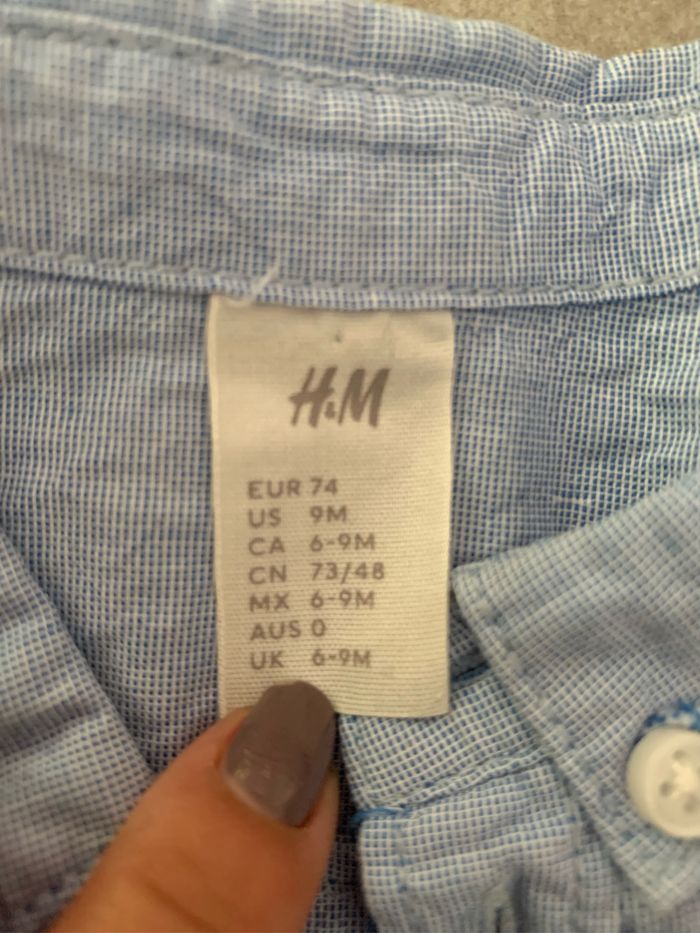 H&M
EUR 74
US 9M
CA 6-9M
CN 73/48
MX 6-9M
AUS 0
UK 6-9M